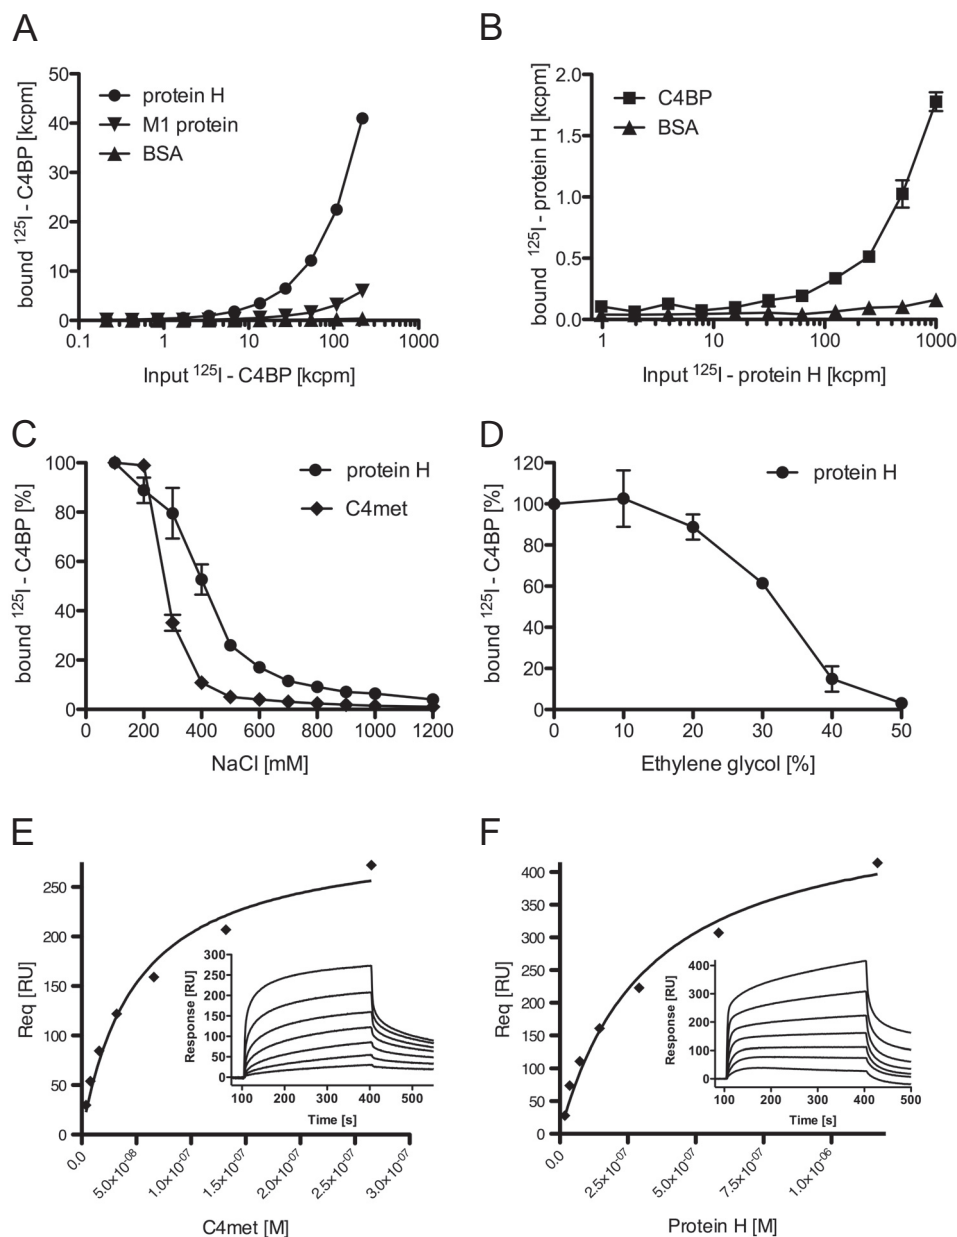 A
50
40
30
20
10
0
bound 125I - C4BP [kcpm]
protein H
M1 protein
BSA
0.1 1 10 100 1000
Input 125I - C4BP [kcpm]
B
2.0
1.5
1.0
0.5
0.0
bound 125I - protein H [kcpm]
C4BP
BSA
1 10 100 1000
Input 125I - protein H [kcpm]
C
100
80
60
40
20
0
bound 125I - C4BP [%]
protein H
C4met
0 200 400 600 800 1000 1200
NaCl [mM]
D
120
100
80
60
40
20
0
bound 125I - C4BP [%]
protein H
0 10 20 30 40 50
Ethylene glycol [%]
E
250
200
150
100
50
0
Req [RU]
300
250
200
150
100
50
0
Response [RU]
100 200 300 400 500
Time [s]
0.0 5.0×10-08 1.0×10-07 1.5×10-07 2.0×10-07 2.5×10-07 3.0×10-07
C4met [M]
F
400
350
300
250
200
150
100
50
0
Req [RU]
400
300
200
100
0
Response [RU]
100 200 300 400 500
Time [s]
0.0 2.5×10-07 5.0×10-07 7.5×10-07 1.0×10-06
Protein H [M]